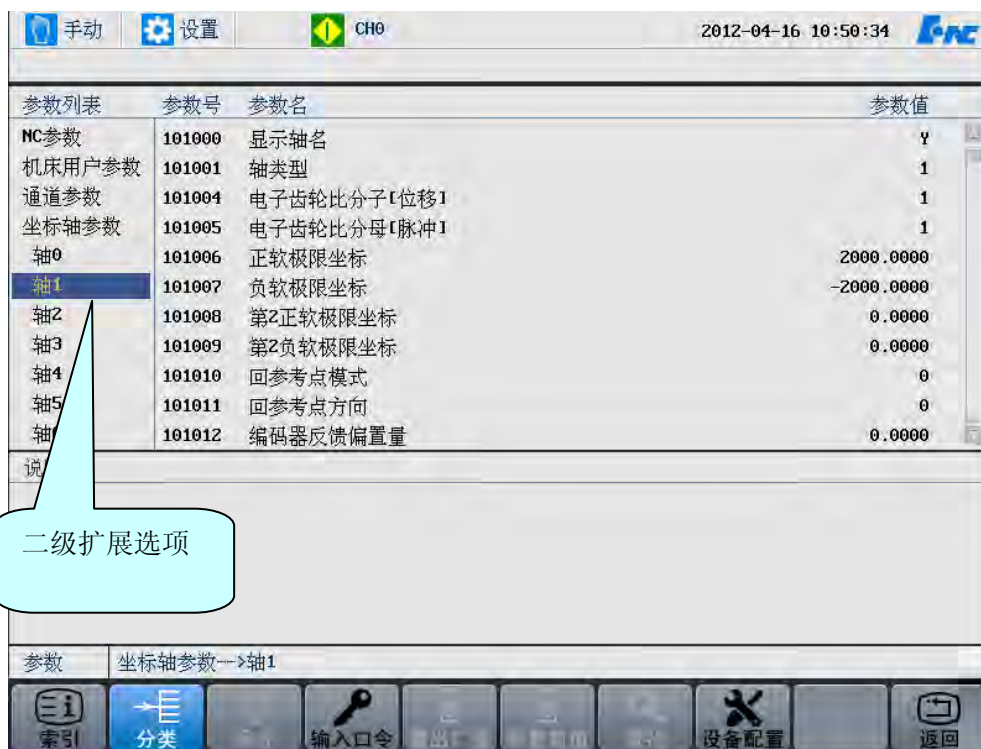 手动 设置 CH0 2012-04-16 10:50:34
参数列表 参数号 参数名 参数值
NC参数 101000 显示轴名 Y
机床用户参数 101001 轴类型 1
通道参数 101004 电子齿轮比分子[位移] 1
坐标轴参数 101005 电子齿轮比分母[脉冲] 1
轴0 101006 正软极限坐标 2000.0000
轴1 101007 负软极限坐标 -2000.0000
轴2 101008 第2正软极限坐标 0.0000
轴3 101009 第2负软极限坐标 0.0000
轴4 101010 回参考点模式 0
轴5 101011 回参考点方向 0
轴 101012 编码器反馈偏置量 0.0000
说
二级扩展选项
参数 坐标轴参数-->轴1
索引 分类 输入口令 设备配置 返回